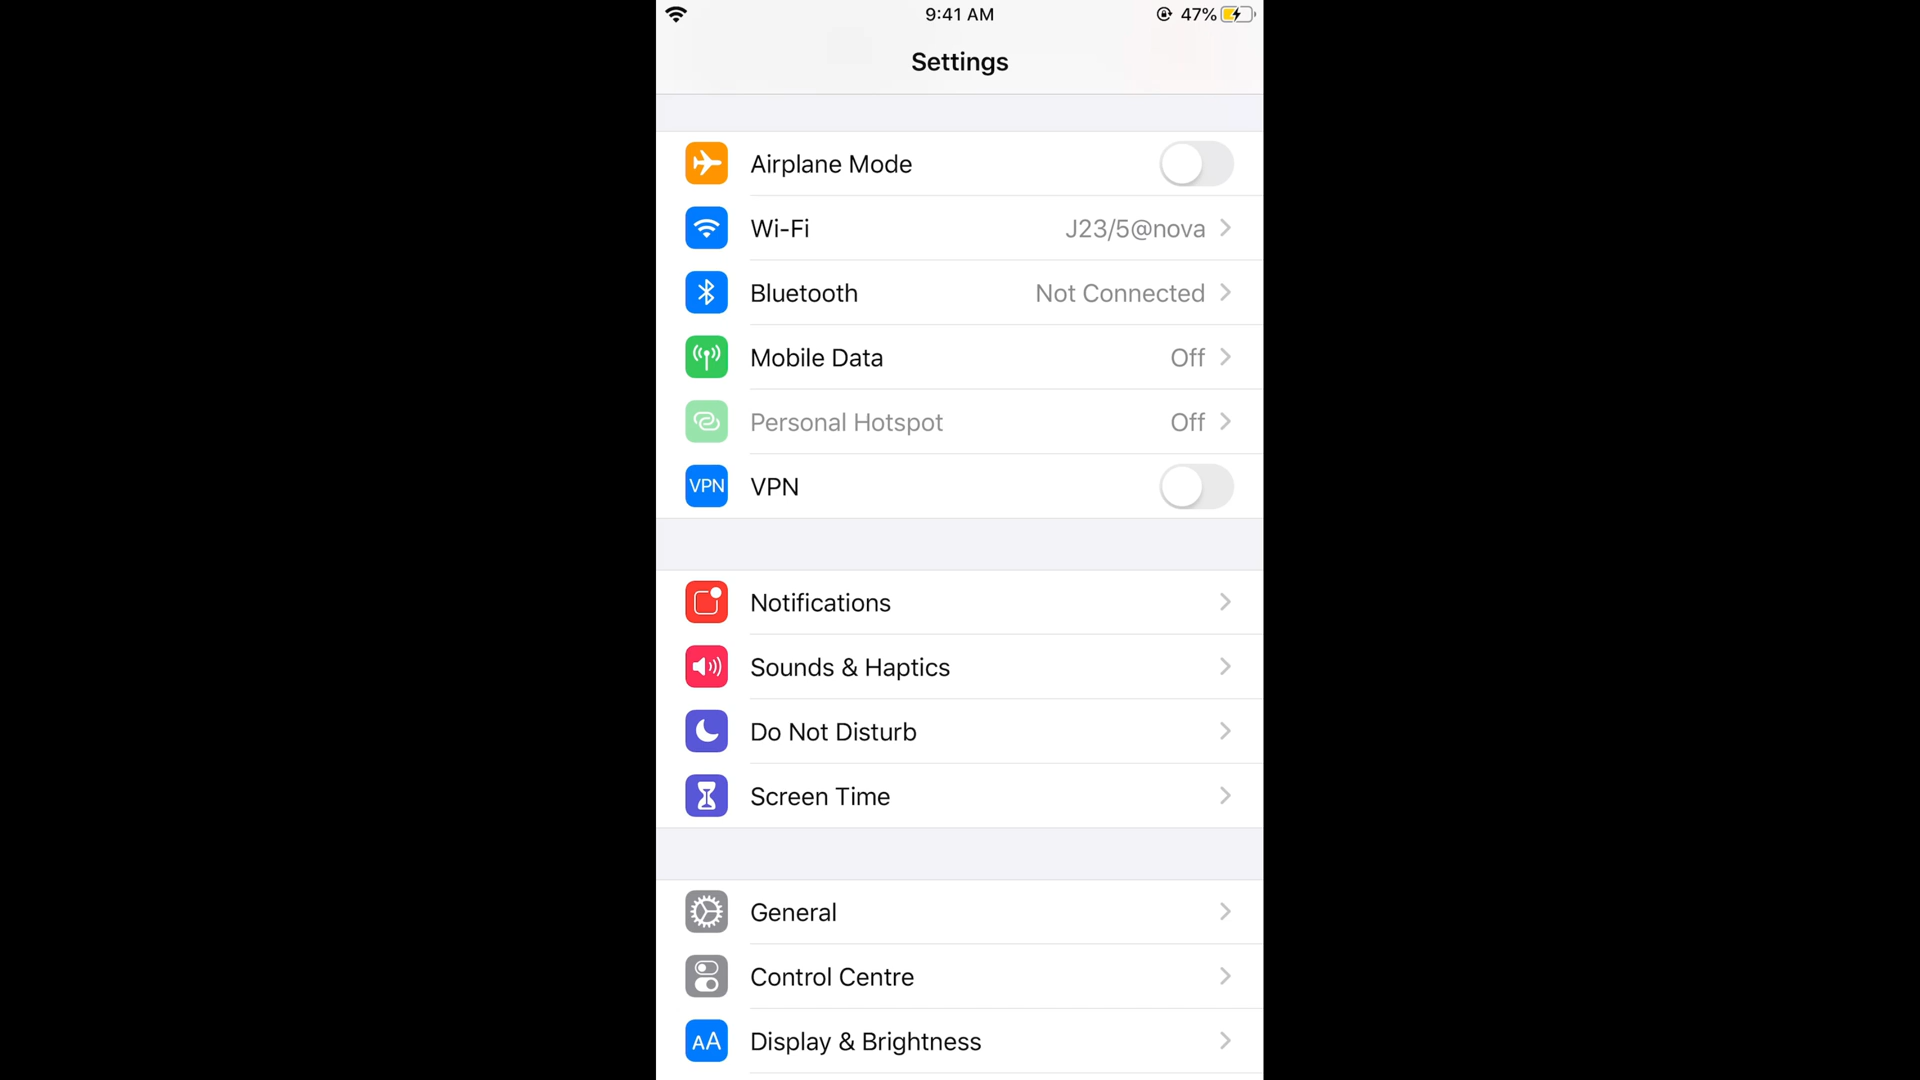 9:41 AM
47%
Settings
Airplane Mode
Wi-Fi J23/5@nova
Bluetooth Not Connected
Mobile Data Off
Personal Hotspot Off
VPN VPN
Notifications
Sounds & Haptics
Do Not Disturb
Screen Time
General
Control Centre
AA Display & Brightness